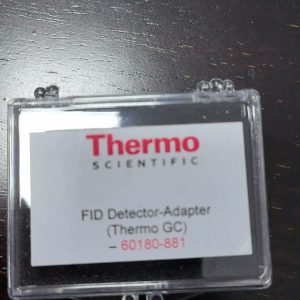 Thermo
SCIENTIFIC
FID Detector-Adapter
(Thermo GC)
– 60180-881